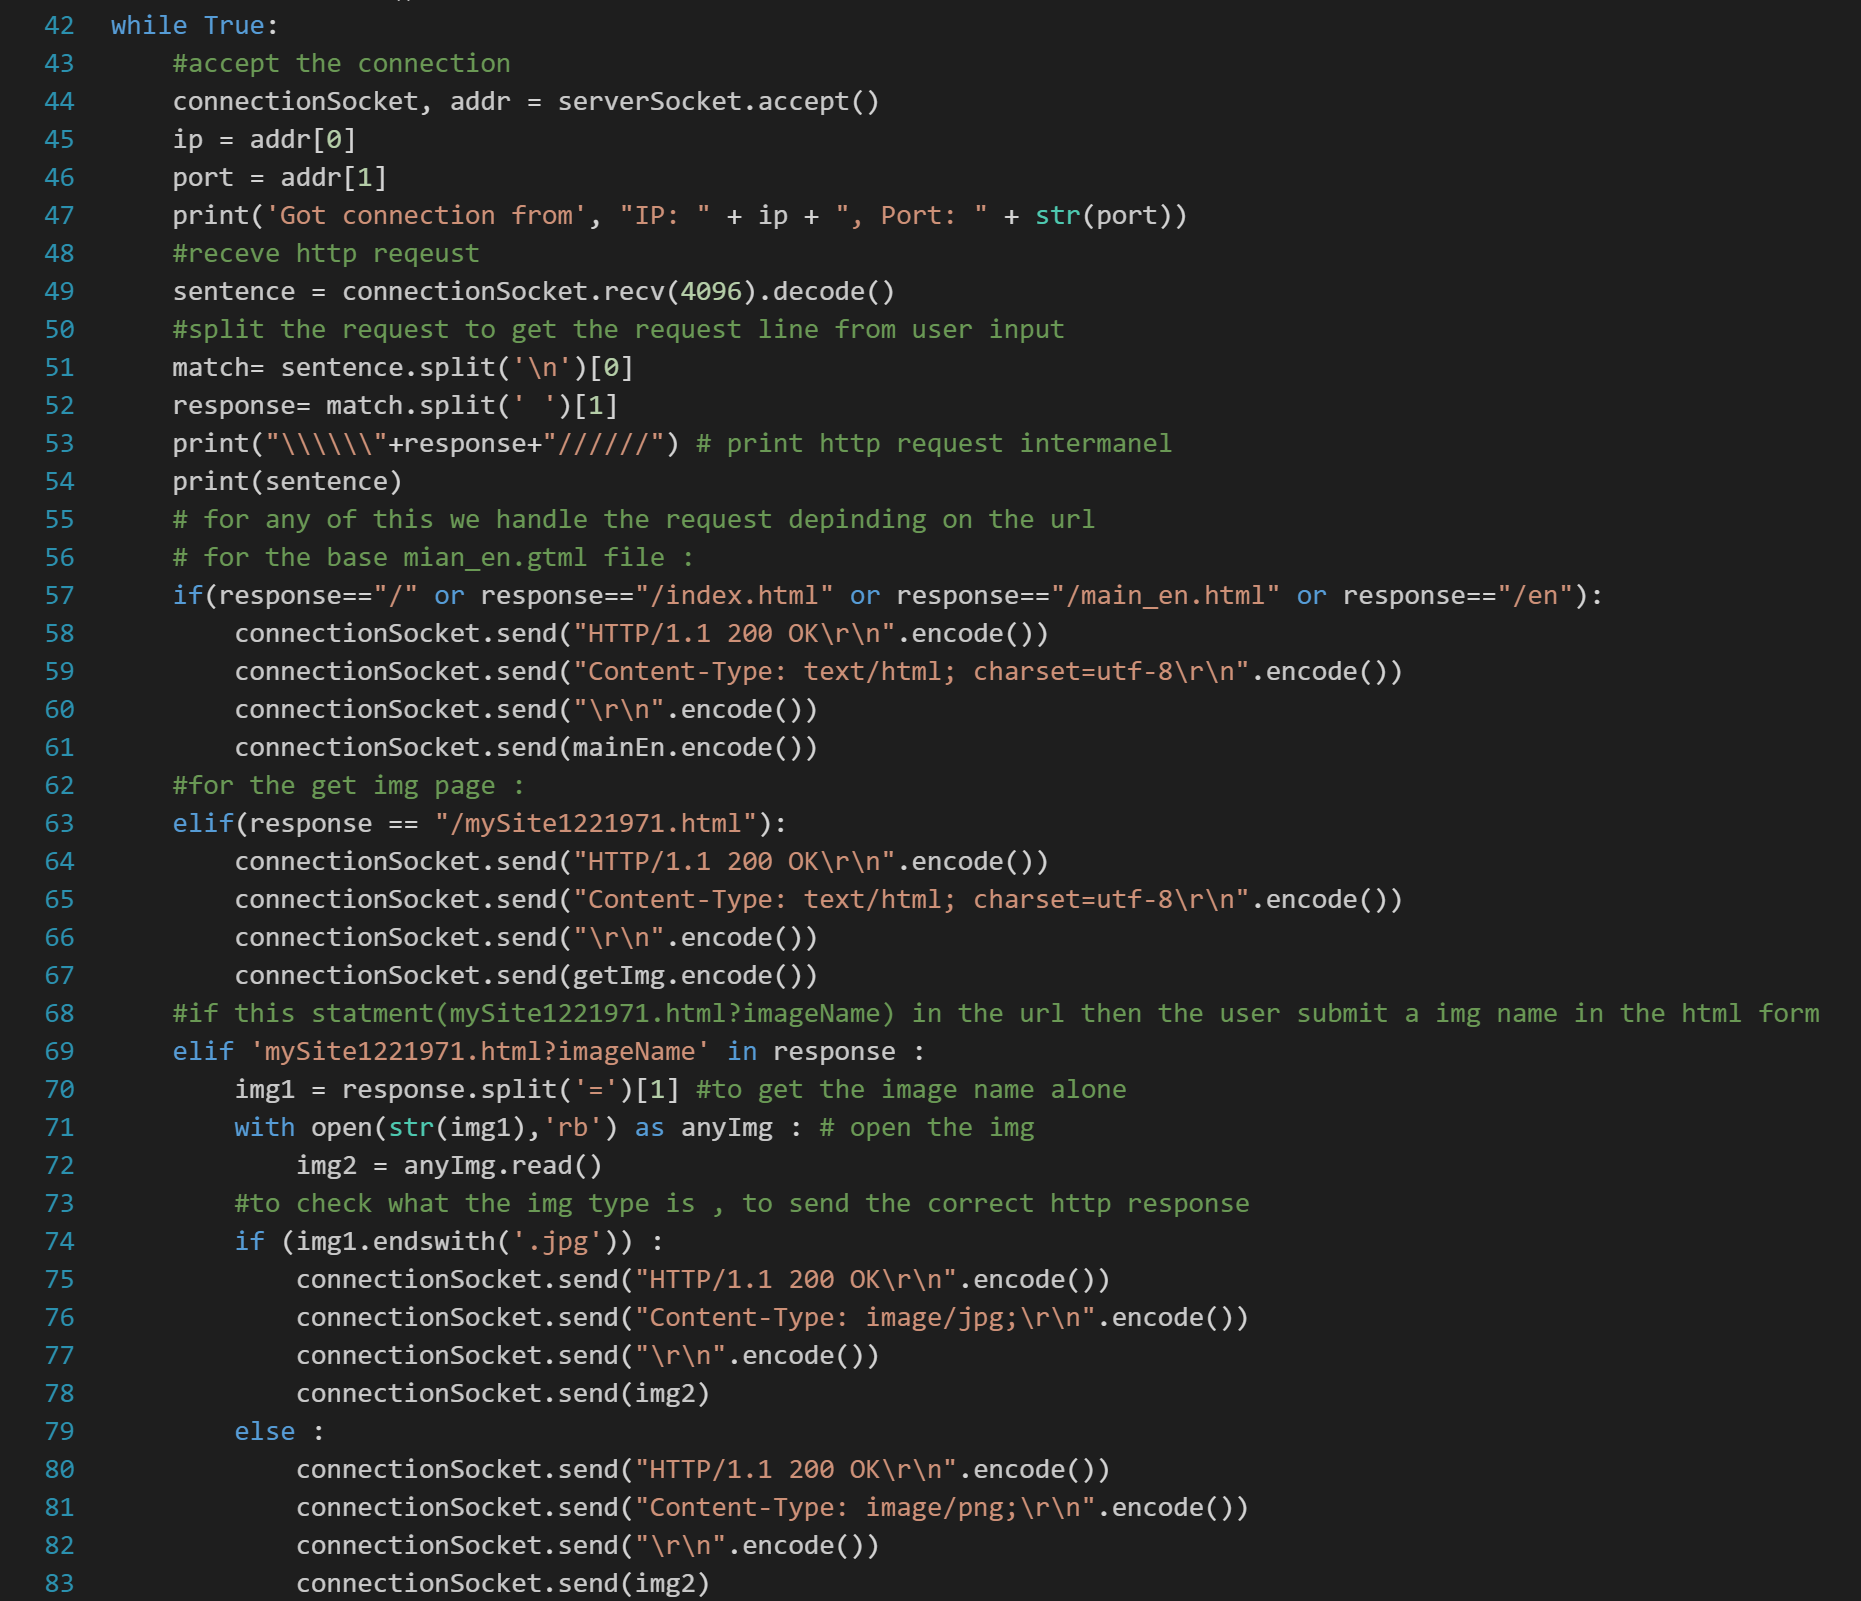 42 while True:
43 #accept the connection
44 connectionSocket, addr = serverSocket.accept()
45 ip = addr[0]
46 port = addr[1]
47 print('Got connection from', "IP: " + ip + ", Port: " + str(port))
48 #receve http reqeust
49 sentence = connectionSocket.recv(4096).decode()
50 #split the request to get the request line from user input
51 match= sentence.split('\n')[0]
52 response= match.split(' ')[1]
53 print("\\\\\\"+response+"//////") # print http request intermanel
54 print(sentence)
55 # for any of this we handle the request depinding on the url
56 # for the base mian_en.gtml file :
57 if(response=="/" or response=="/index.html" or response=="/main_en.html" or response=="/en"):
58 connectionSocket.send("HTTP/1.1 200 OK\r\n".encode())
59 connectionSocket.send("Content-Type: text/html; charset=utf-8\r\n".encode())
60 connectionSocket.send("\r\n".encode())
61 connectionSocket.send(mainEn.encode())
62 #for the get img page :
63 elif(response == "/mySite1221971.html"):
64 connectionSocket.send("HTTP/1.1 200 OK\r\n".encode())
65 connectionSocket.send("Content-Type: text/html; charset=utf-8\r\n".encode())
66 connectionSocket.send("\r\n".encode())
67 connectionSocket.send(getImg.encode())
68 #if this statment(mySite1221971.html?imageName) in the url then the user submit a img name in the html form
69 elif 'mySite1221971.html?imageName' in response :
70 img1 = response.split('=')[1] #to get the image name alone
71 with open(str(img1),'rb') as anyImg : # open the img
72 img2 = anyImg.read()
73 #to check what the img type is , to send the correct http response
74 if (img1.endswith('.jpg')) :
75 connectionSocket.send("HTTP/1.1 200 OK\r\n".encode())
76 connectionSocket.send("Content-Type: image/jpg;\r\n".encode())
77 connectionSocket.send("\r\n".encode())
78 connectionSocket.send(img2)
79 else :
80 connectionSocket.send("HTTP/1.1 200 OK\r\n".encode())
81 connectionSocket.send("Content-Type: image/png;\r\n".encode())
82 connectionSocket.send("\r\n".encode())
83 connectionSocket.send(img2)